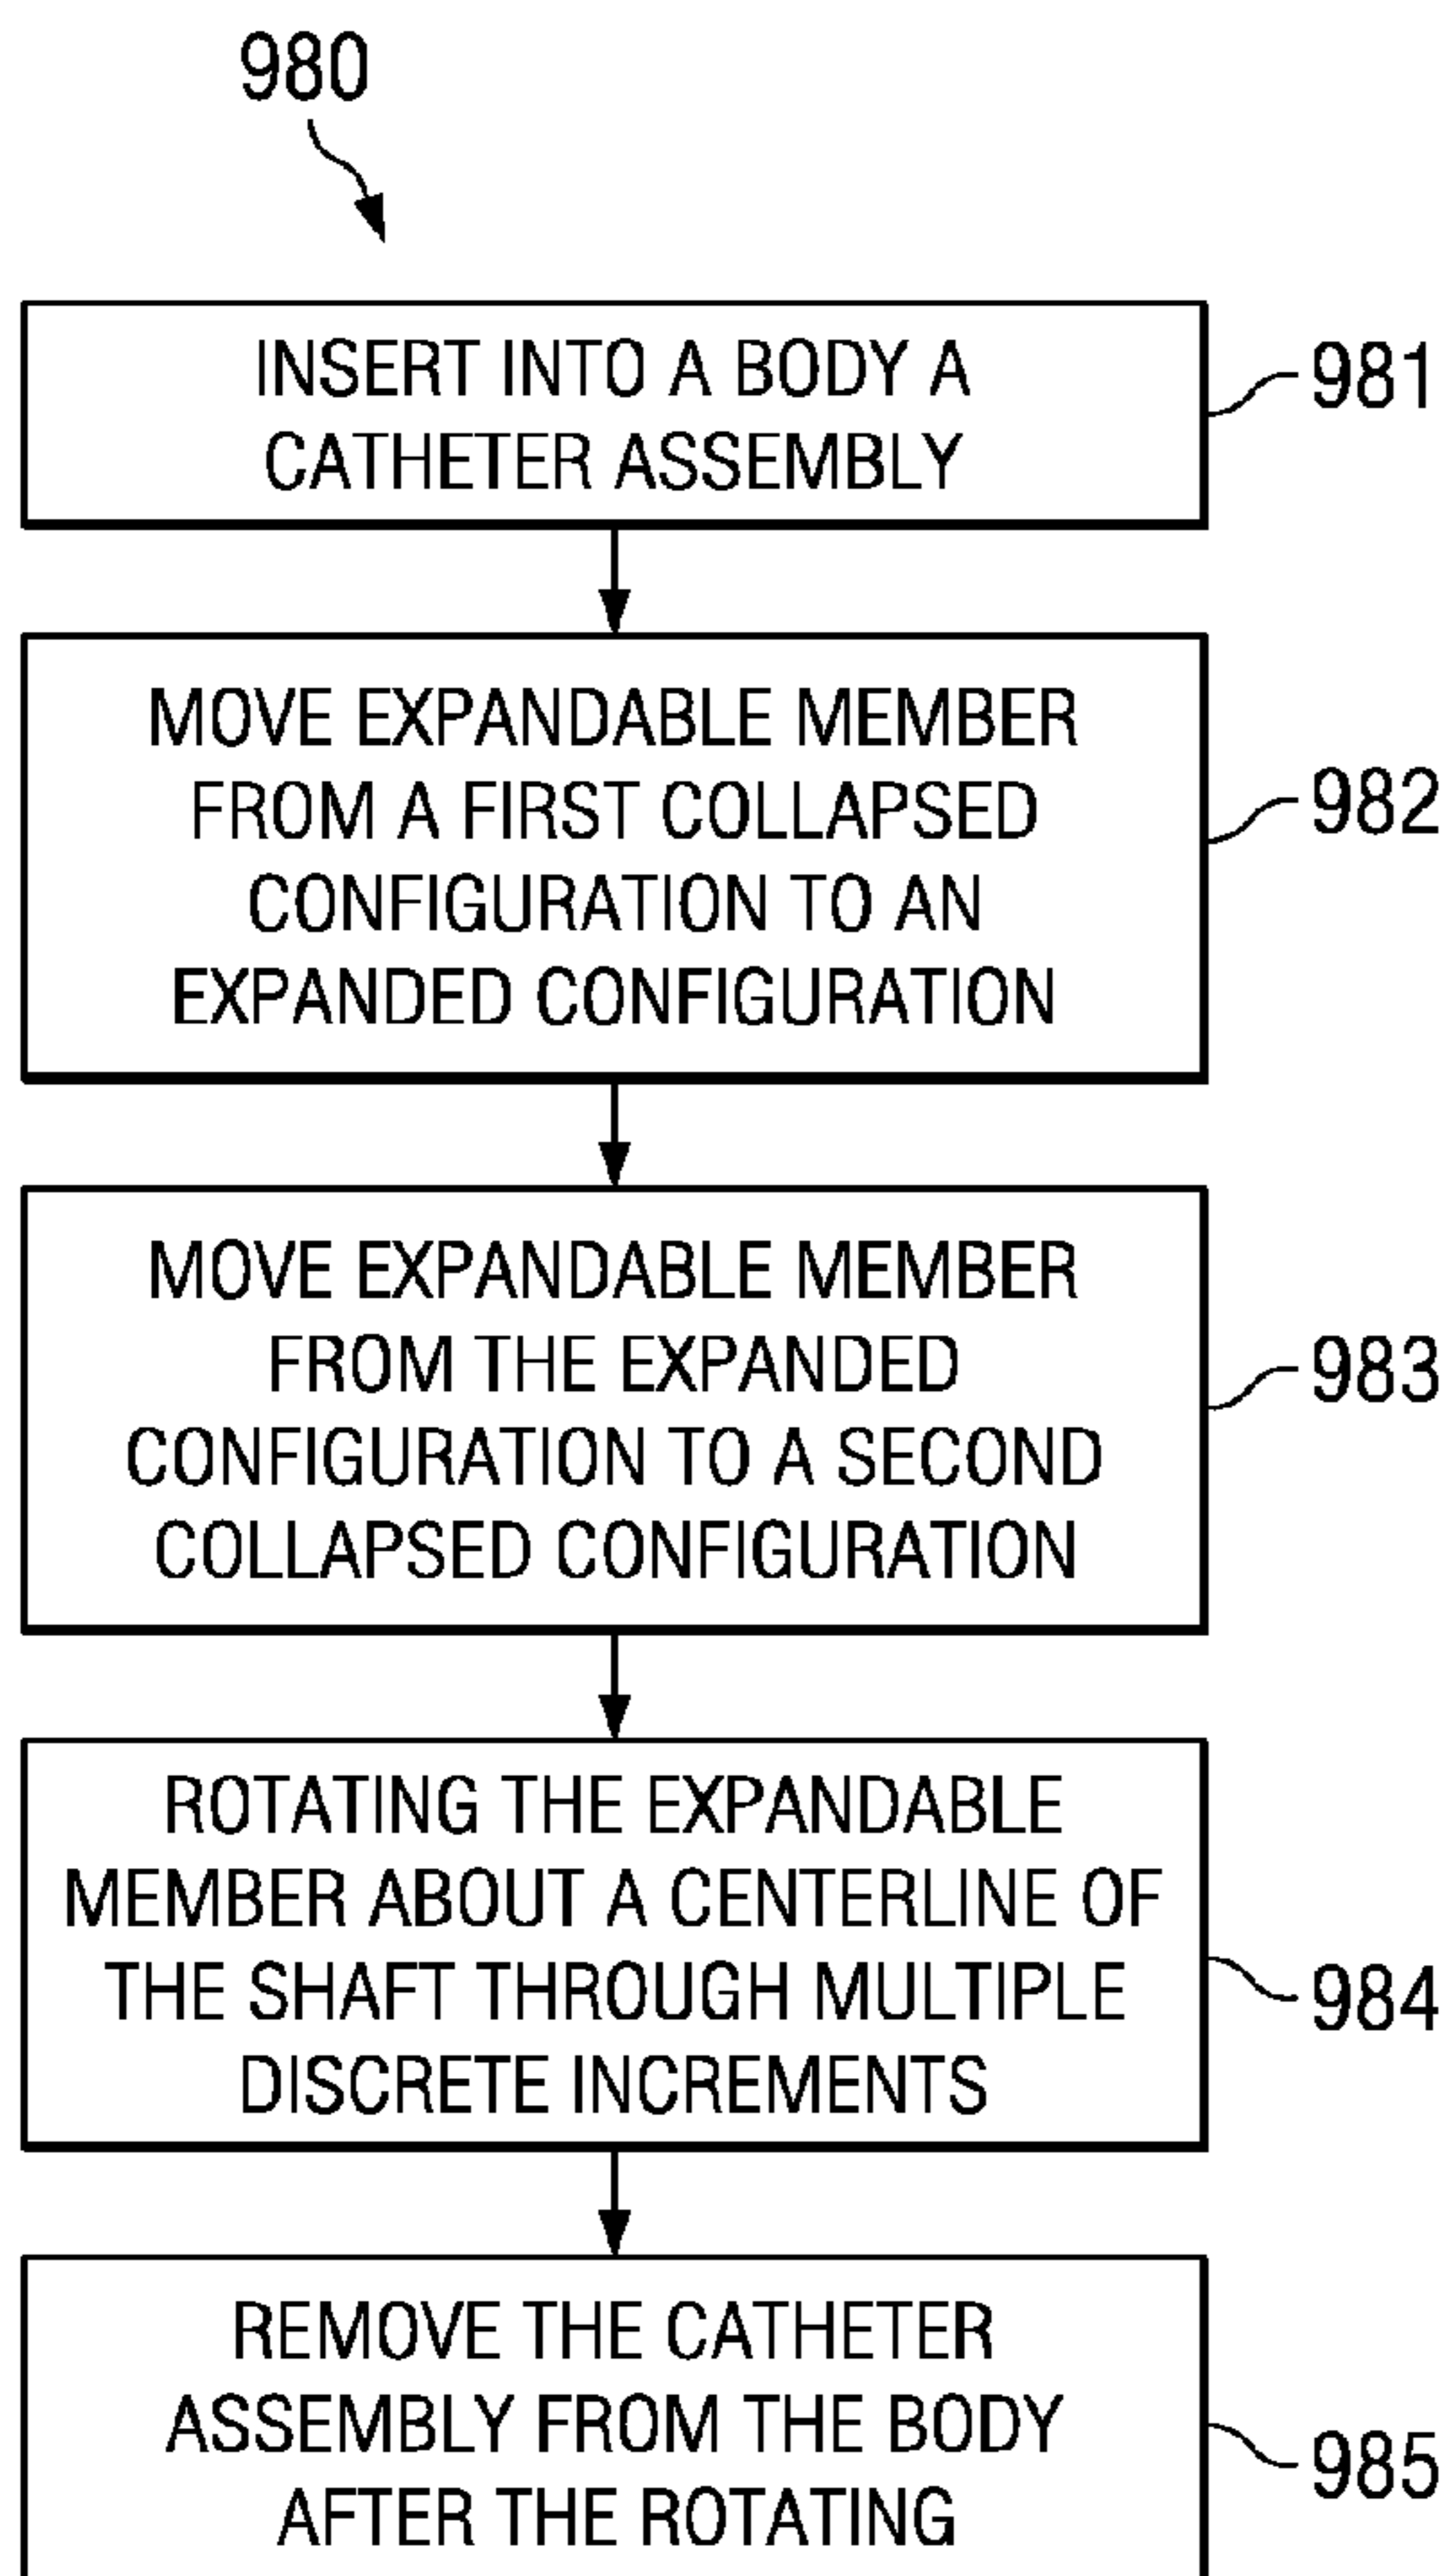 980
INSERT INTO A BODY A
CATHETER ASSEMBLY
981
MOVE EXPANDABLE MEMBER
FROM A FIRST COLLAPSED
CONFIGURATION TO AN
EXPANDED CONFIGURATION
982
MOVE EXPANDABLE MEMBER
FROM THE EXPANDED
CONFIGURATION TO A SECOND
COLLAPSED CONFIGURATION
983
ROTATING THE EXPANDABLE
MEMBER ABOUT A CENTERLINE OF
THE SHAFT THROUGH MULTIPLE
DISCRETE INCREMENTS
984
REMOVE THE CATHETER
ASSEMBLY FROM THE BODY
AFTER THE ROTATING
985